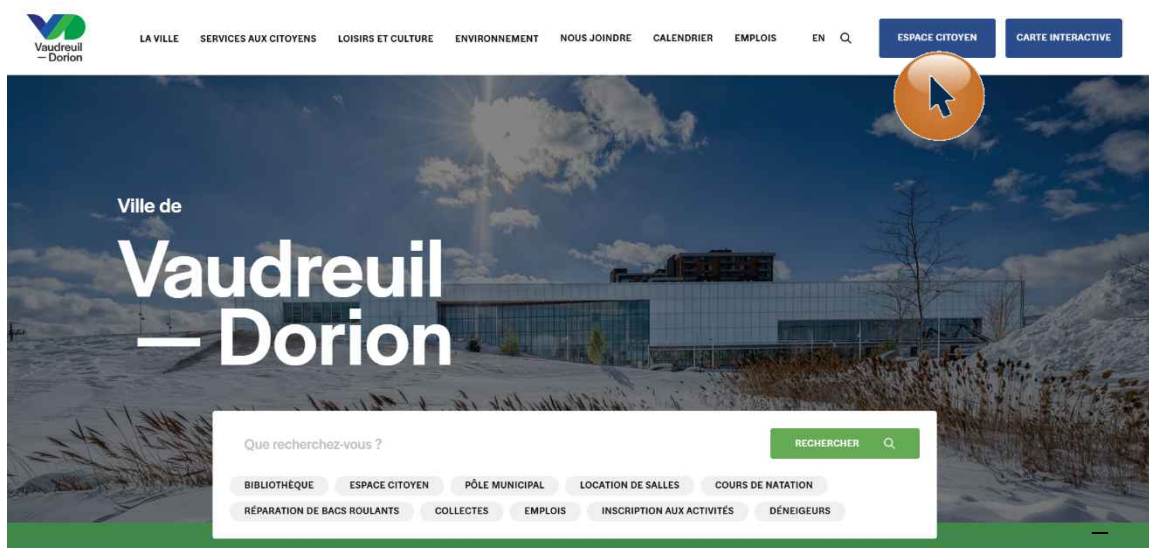 Vaudreuil
— Dorion
LA VILLE SERVICES AUX CITOYENS LOISIRS ET CULTURE ENVIRONNEMENT NOUS JOINDRE CALENDRIER EMPLOIS EN ESPACE CITOYEN CARTE INTERACTIVE
Ville de
Vaudreuil
— Dorion
Que recherchez-vous ? RECHERCHER
BIBLIOTHÈQUE ESPACE CITOYEN PÔLE MUNICIPAL LOCATION DE SALLES COURS DE NATATION
RÉPARATION DE BACS ROULANTS COLLECTES EMPLOIS INSCRIPTION AUX ACTIVITÉS DÉNEIGEURS